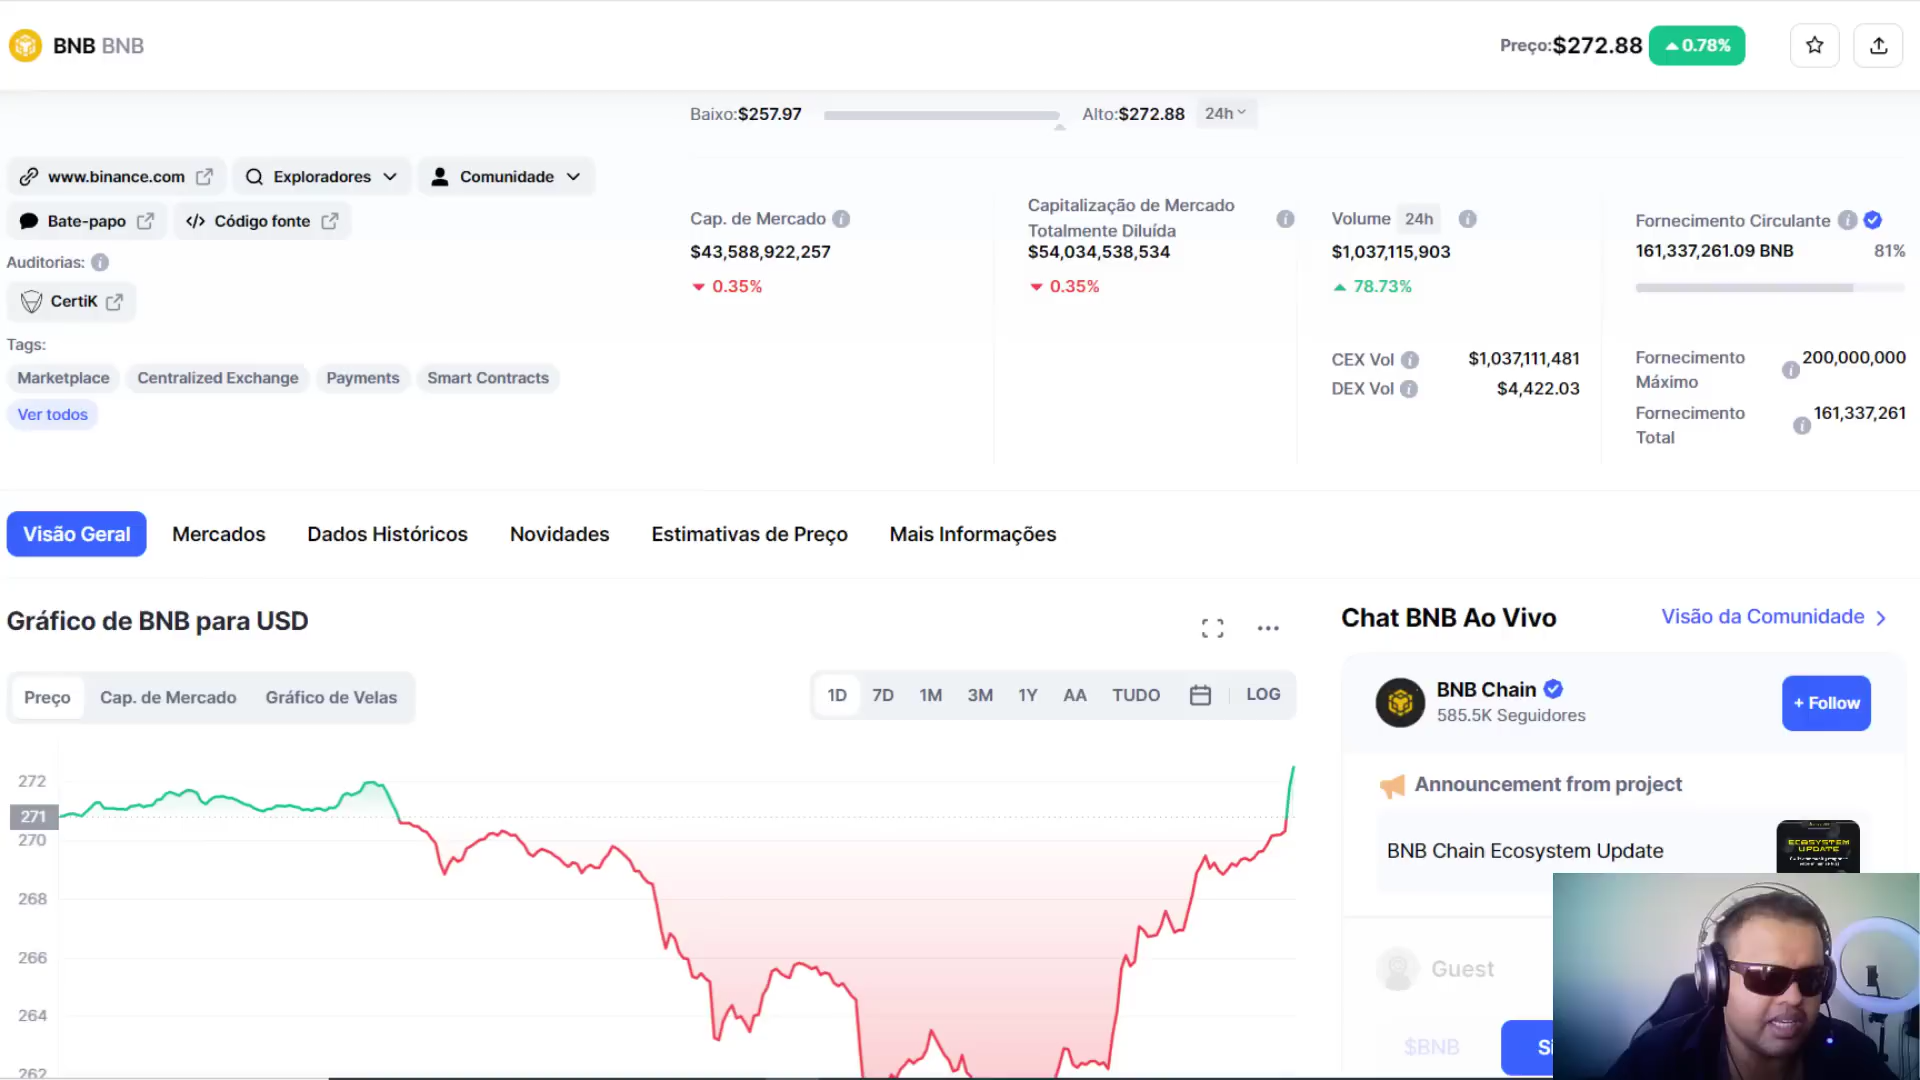 BNB BNB
Preço:$272.88 0.78%
Baixo:$257.97 Alto:$272.88 24h
www.binance.com Exploradores Comunidade
Bate-papo Código fonte
Auditorias:
CertiK
Tags:
Marketplace Centralized Exchange Payments Smart Contracts
Ver todos
Cap. de Mercado
$43,588,922,257
0.35%
Capitalização de Mercado
Totalmente Diluída
$54,034,538,534
0.35%
Volume 24h
$1,037,115,903
78.73%
CEX Vol $1,037,111,481
DEX Vol $4,422.03
Fornecimento Circulante
161,337,261.09 BNB 81%
Fornecimento
Máximo
200,000,000
Fornecimento
Total
161,337,261
Visão Geral Mercados Dados Históricos Novidades Estimativas de Preço Mais Informações
Gráfico de BNB para USD
Preço Cap. de Mercado Gráfico de Velas
1D 7D 1M 3M 1Y AA TUDO LOG
272
271
270
268
266
264
262
Chat BNB Ao Vivo Visão da Comunidade
BNB Chain
585.5K Seguidores
+ Follow
Announcement from project
BNB Chain Ecosystem Update
ECOSYSTEM
UPDATE
Guest
$BNB